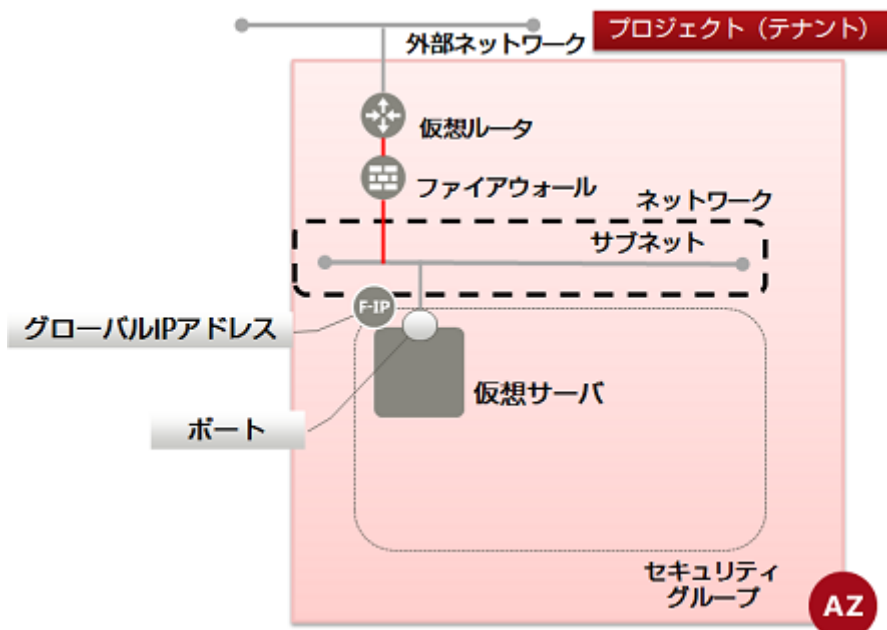 プロジェクト（テナント）
外部ネットワーク
仮想ルータ
ファイアウォール
ネットワーク
サブネット
F-IP
グローバルIPアドレス
仮想サーバ
ポート
セキュリティ
グループ
AZ